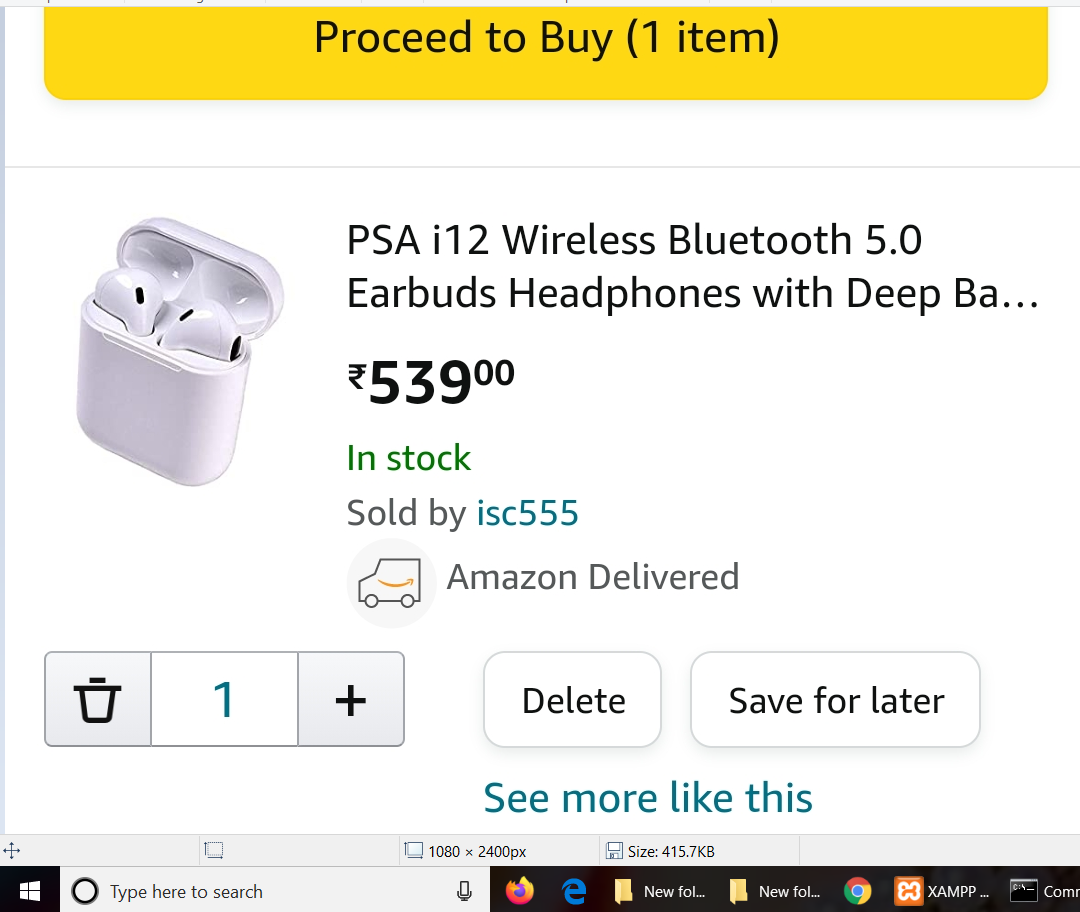 Proceed to Buy (1 item)
PSA i12 Wireless Bluetooth 5.0
Earbuds Headphones with Deep Ba...
₹539⁰⁰
In stock
Sold by isc555
Amazon Delivered
1 +
Delete
Save for later
See more like this
1080 × 2400px
Size: 415.7KB
Type here to search
New fol...
New fol...
XAMPP ...
Comm